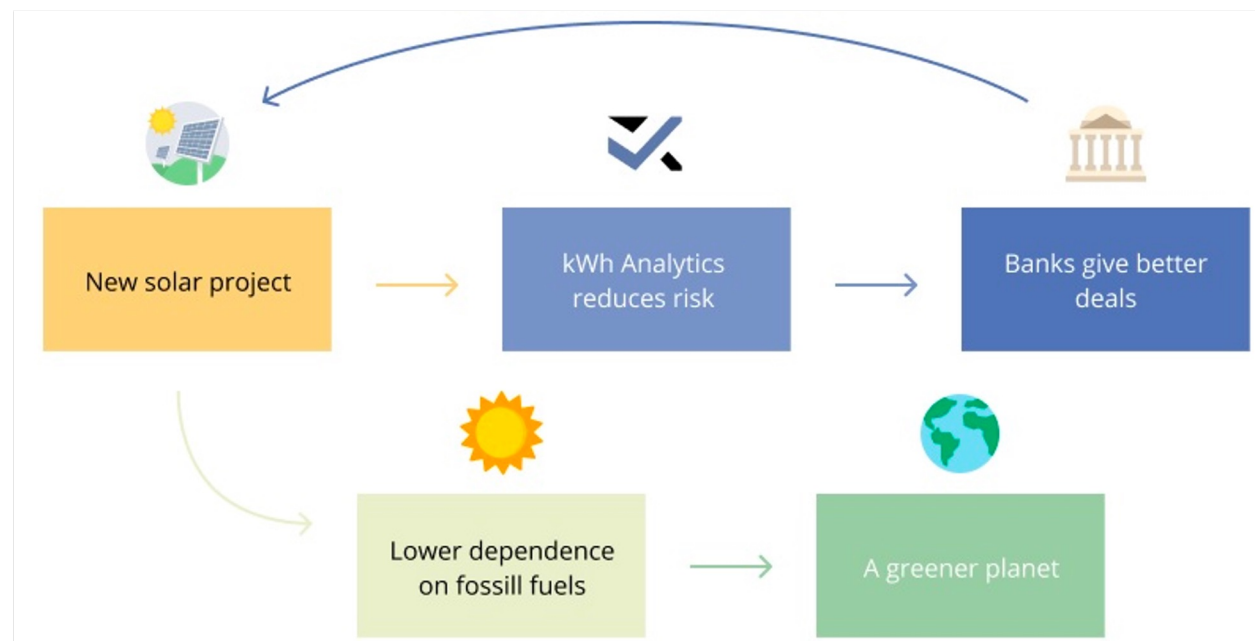 New solar project
kWh Analytics
reduces risk
Banks give better
deals
Lower dependence
on fossill fuels
A greener planet